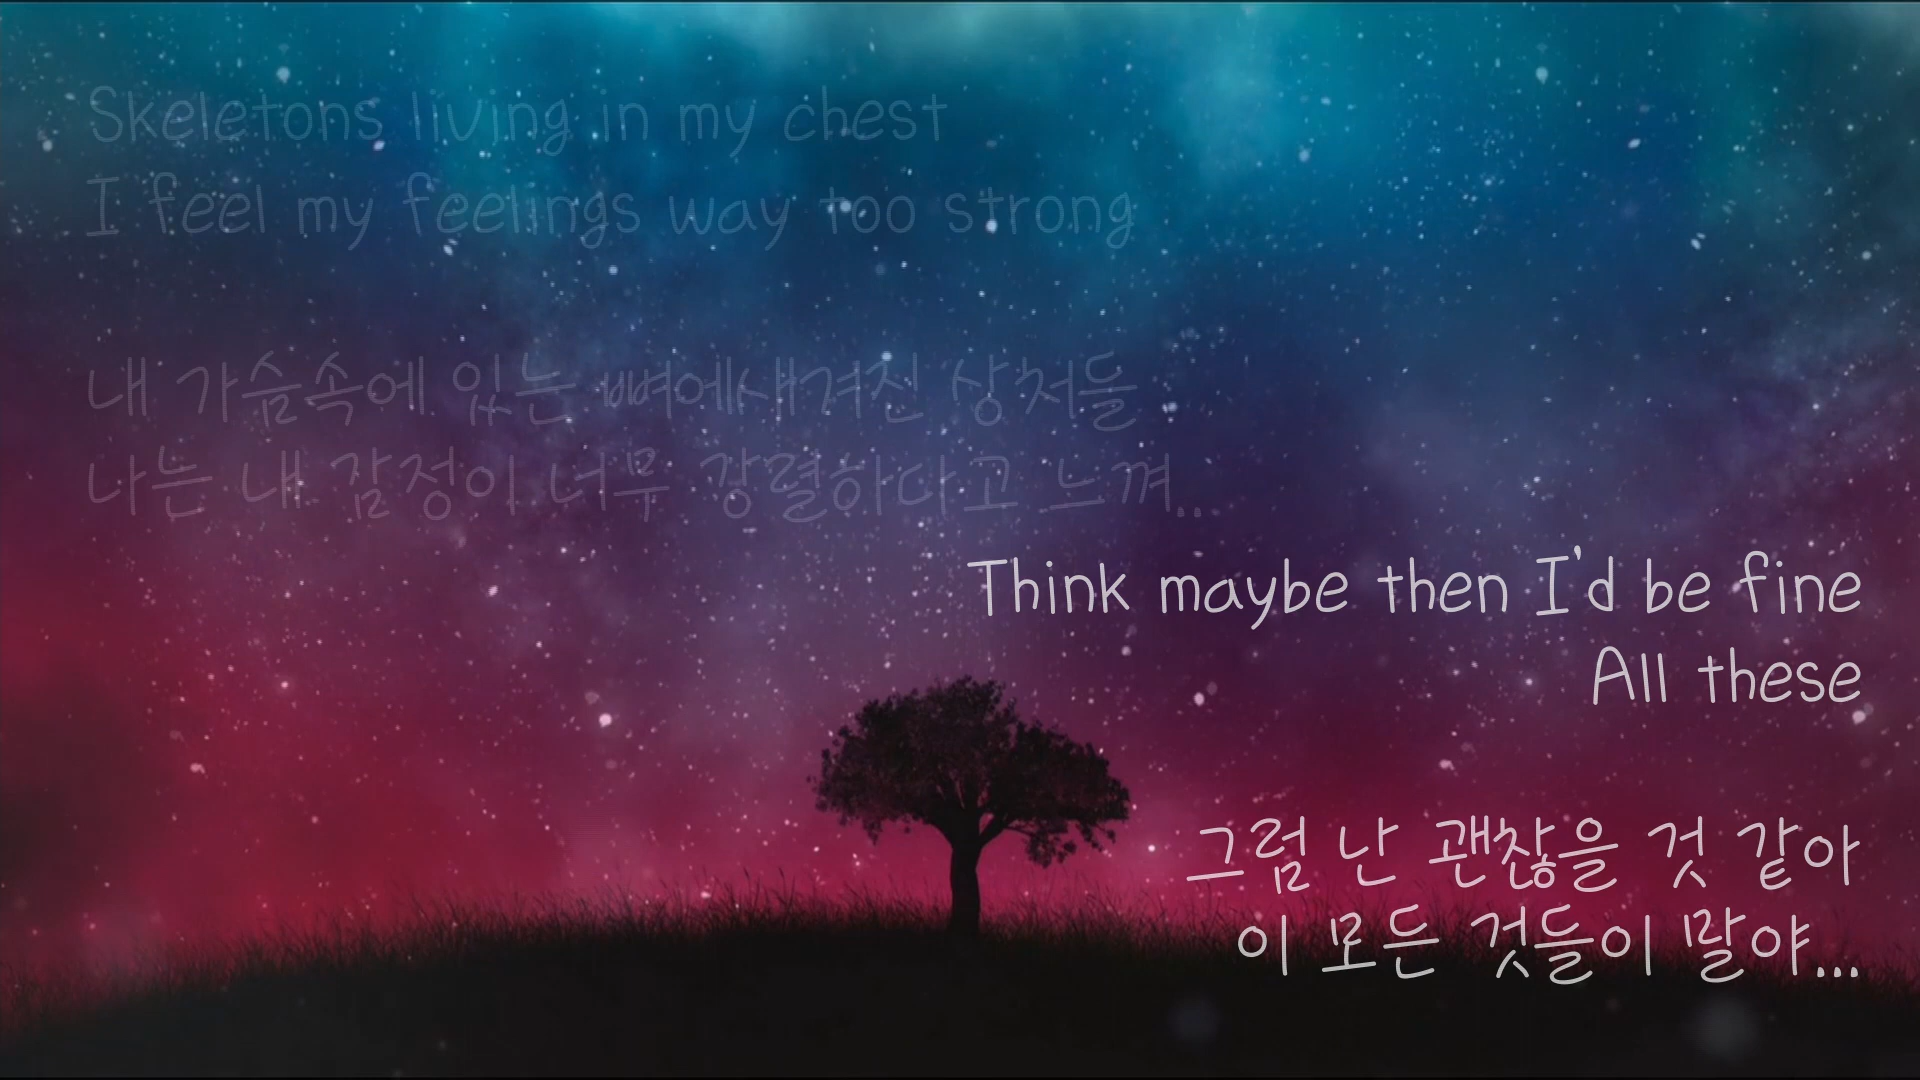 Skeletons living in my chest
I feel my feelings way too strong
내 가슴속에 있는 뼈에새겨진 상처들
나는 내 감정이 너무 강렬하다고 느껴..
Think maybe then I'd be fine
All these
그럼 난 괜찮을 것 같아
이 모든 것들이 말야...